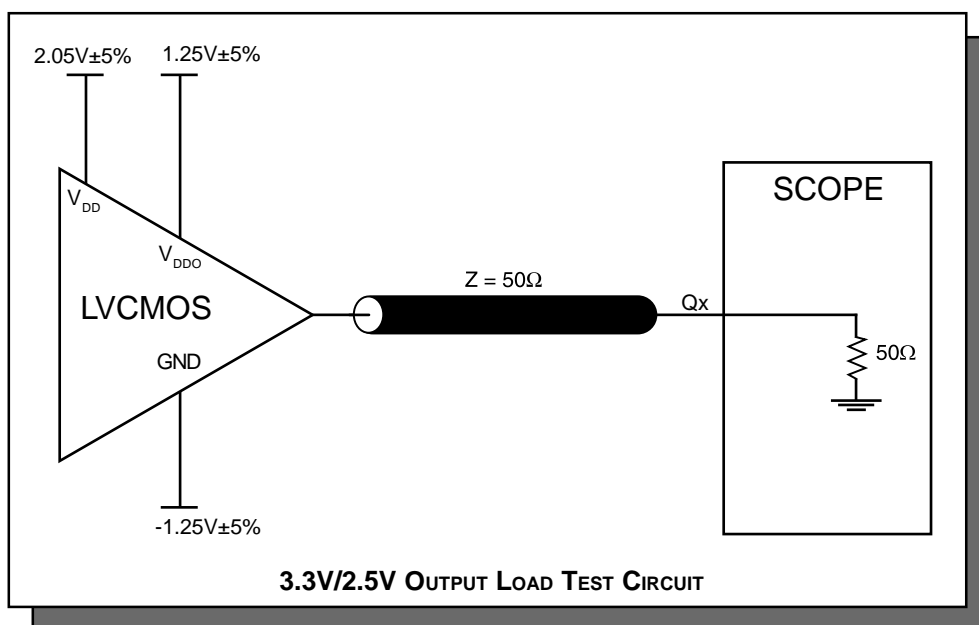 2.05V±5% 1.25V±5%
VDD
VDDO
LVCMOS
GND
-1.25V±5%
Z = 50Ω
Qx
SCOPE
50Ω
3.3V/2.5V OUTPUT LOAD TEST CIRCUIT